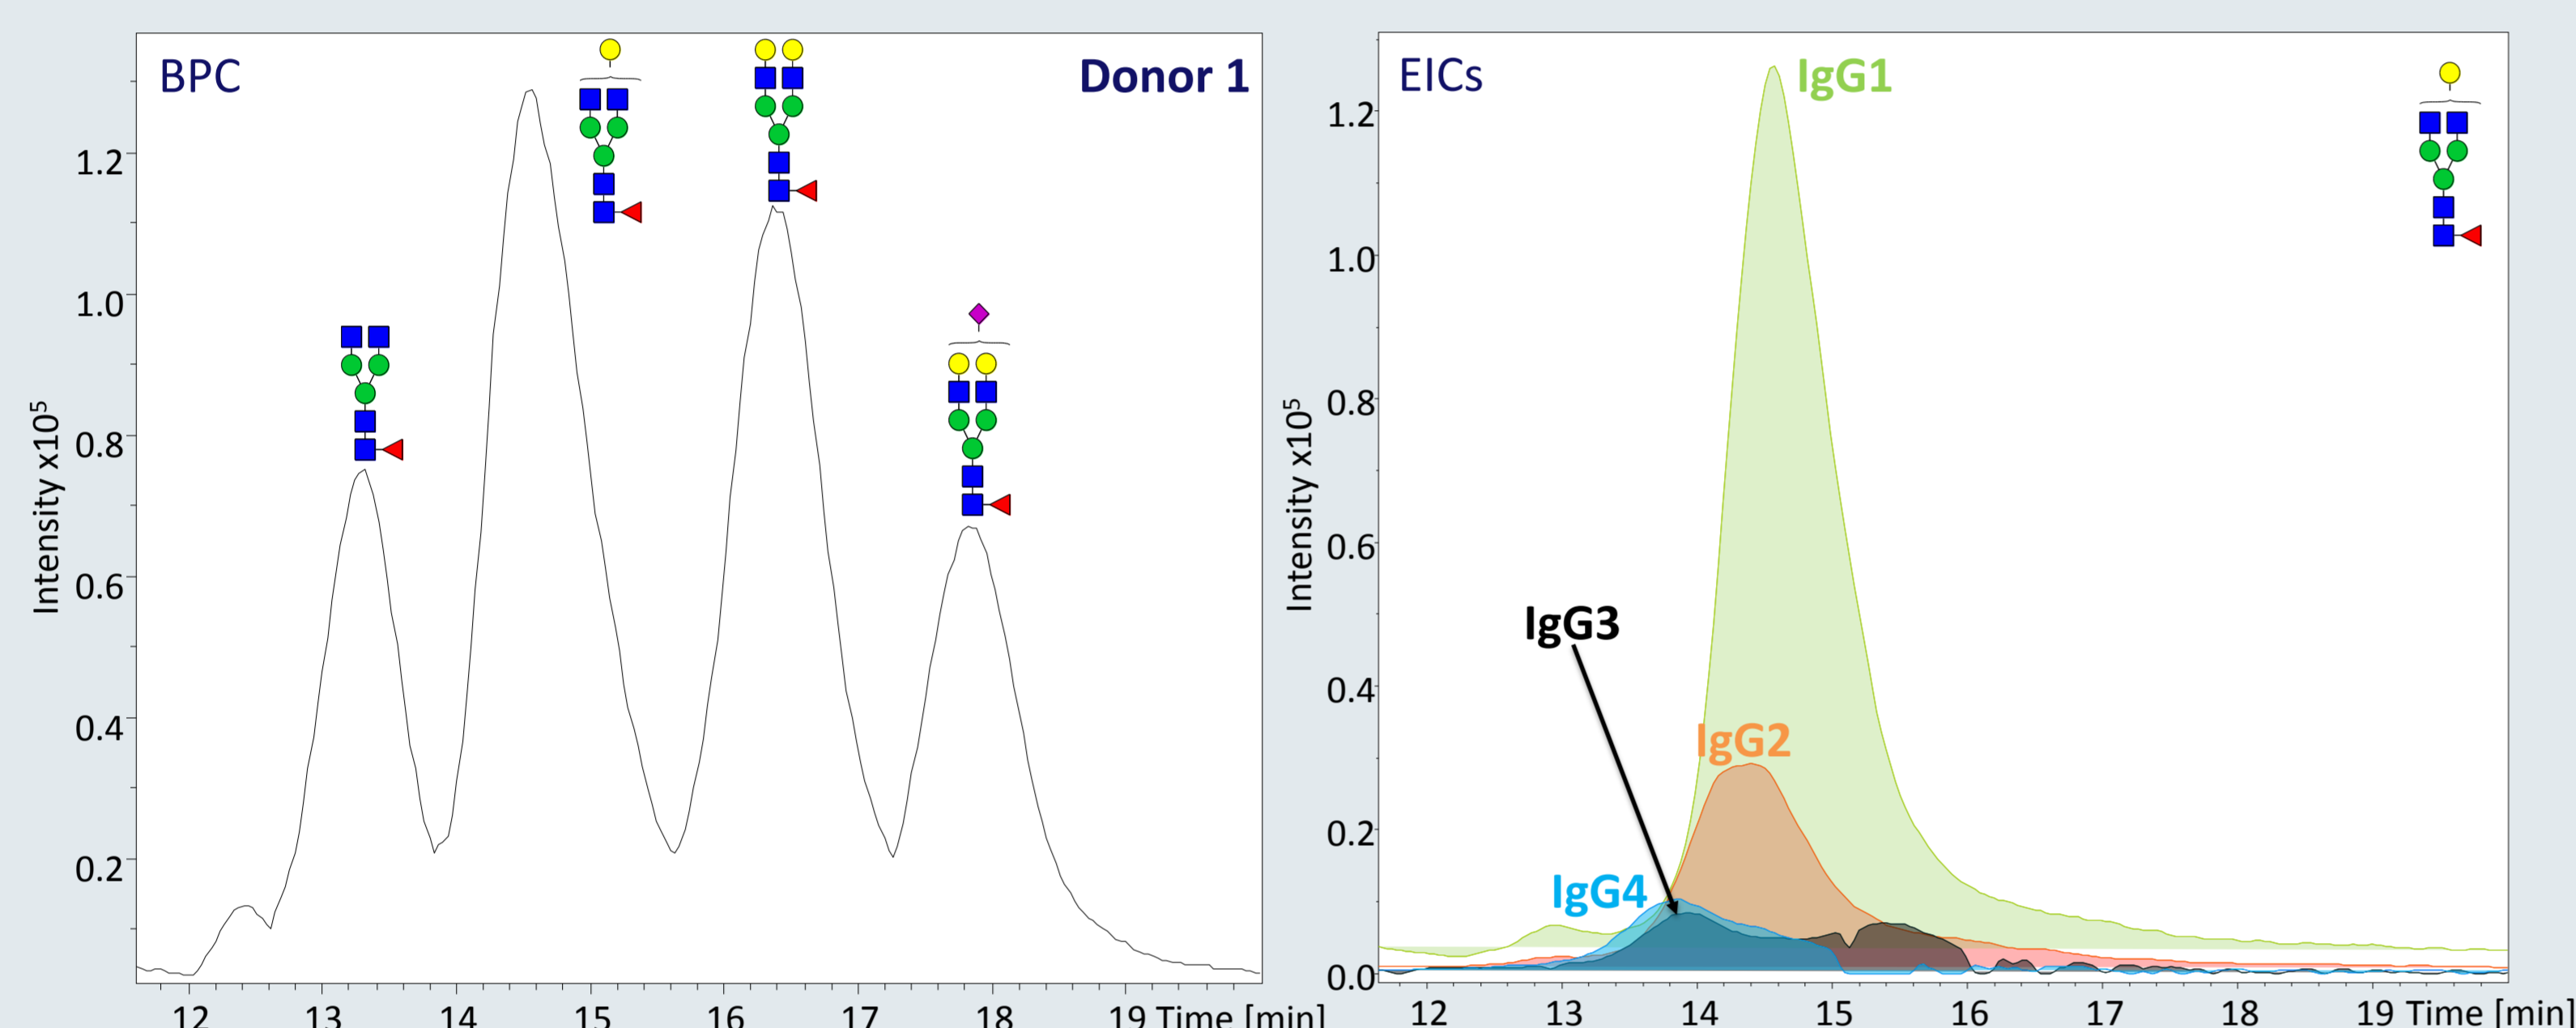 BPC
Donor 1
Intensity x10⁵
1.2
1.0
0.8
0.6
0.4
0.2
12 13 14 15 16 17 18 19 Time [min]
EICs
IgG1
IgG2
IgG3
IgG4
Intensity x10⁵
1.2
1.0
0.8
0.6
0.4
0.2
0.0
12 13 14 15 16 17 18 19 Time [min]